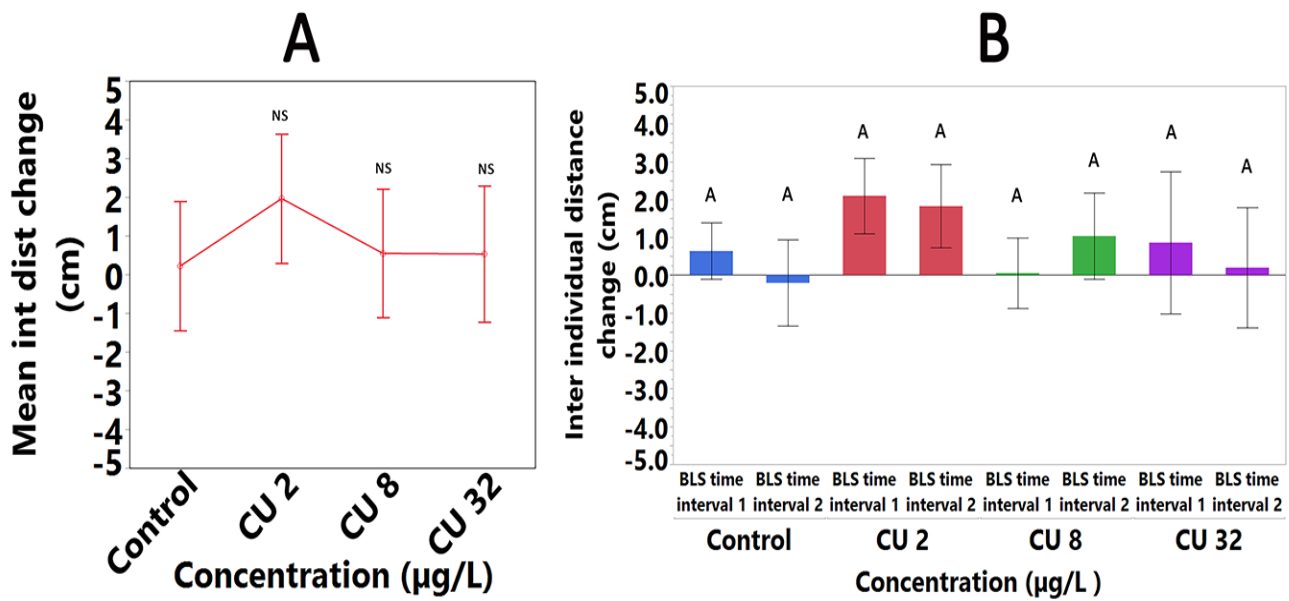 A
Mean int dist change
(cm)
5
4
3
2
1
0
-1
-2
-3
-4
-5
NS
NS
NS
Control
CU 2
CU 8
CU 32
Concentration (µg/L)
B
Inter individual distance
change (cm)
5.0
4.0
3.0
2.0
1.0
0.0
-1.0
-2.0
-3.0
-4.0
-5.0
A
A
A
A
A
A
A
A
BLS time
interval 1
BLS time
interval 2
BLS time
interval 1
BLS time
interval 2
BLS time
interval 1
BLS time
interval 2
BLS time
interval 1
BLS time
interval 2
Control
CU 2
CU 8
CU 32
Concentration (µg/L )